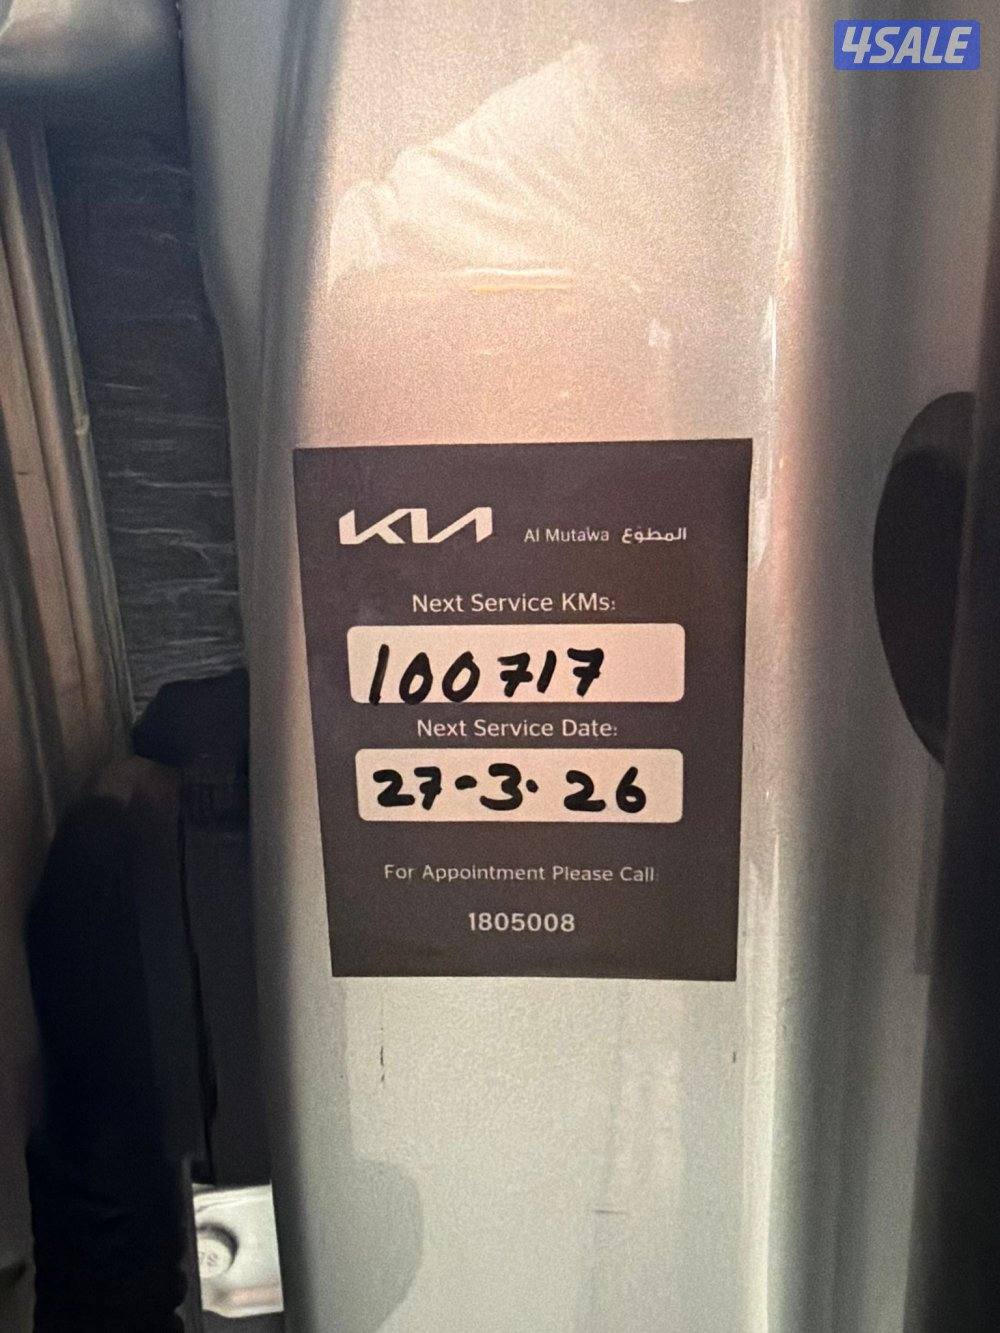 4SALE
KIA Al Mutawa المطوع
Next Service KMs:
100717
Next Service Date:
27-3-26
For Appointment Please Call:
1805008